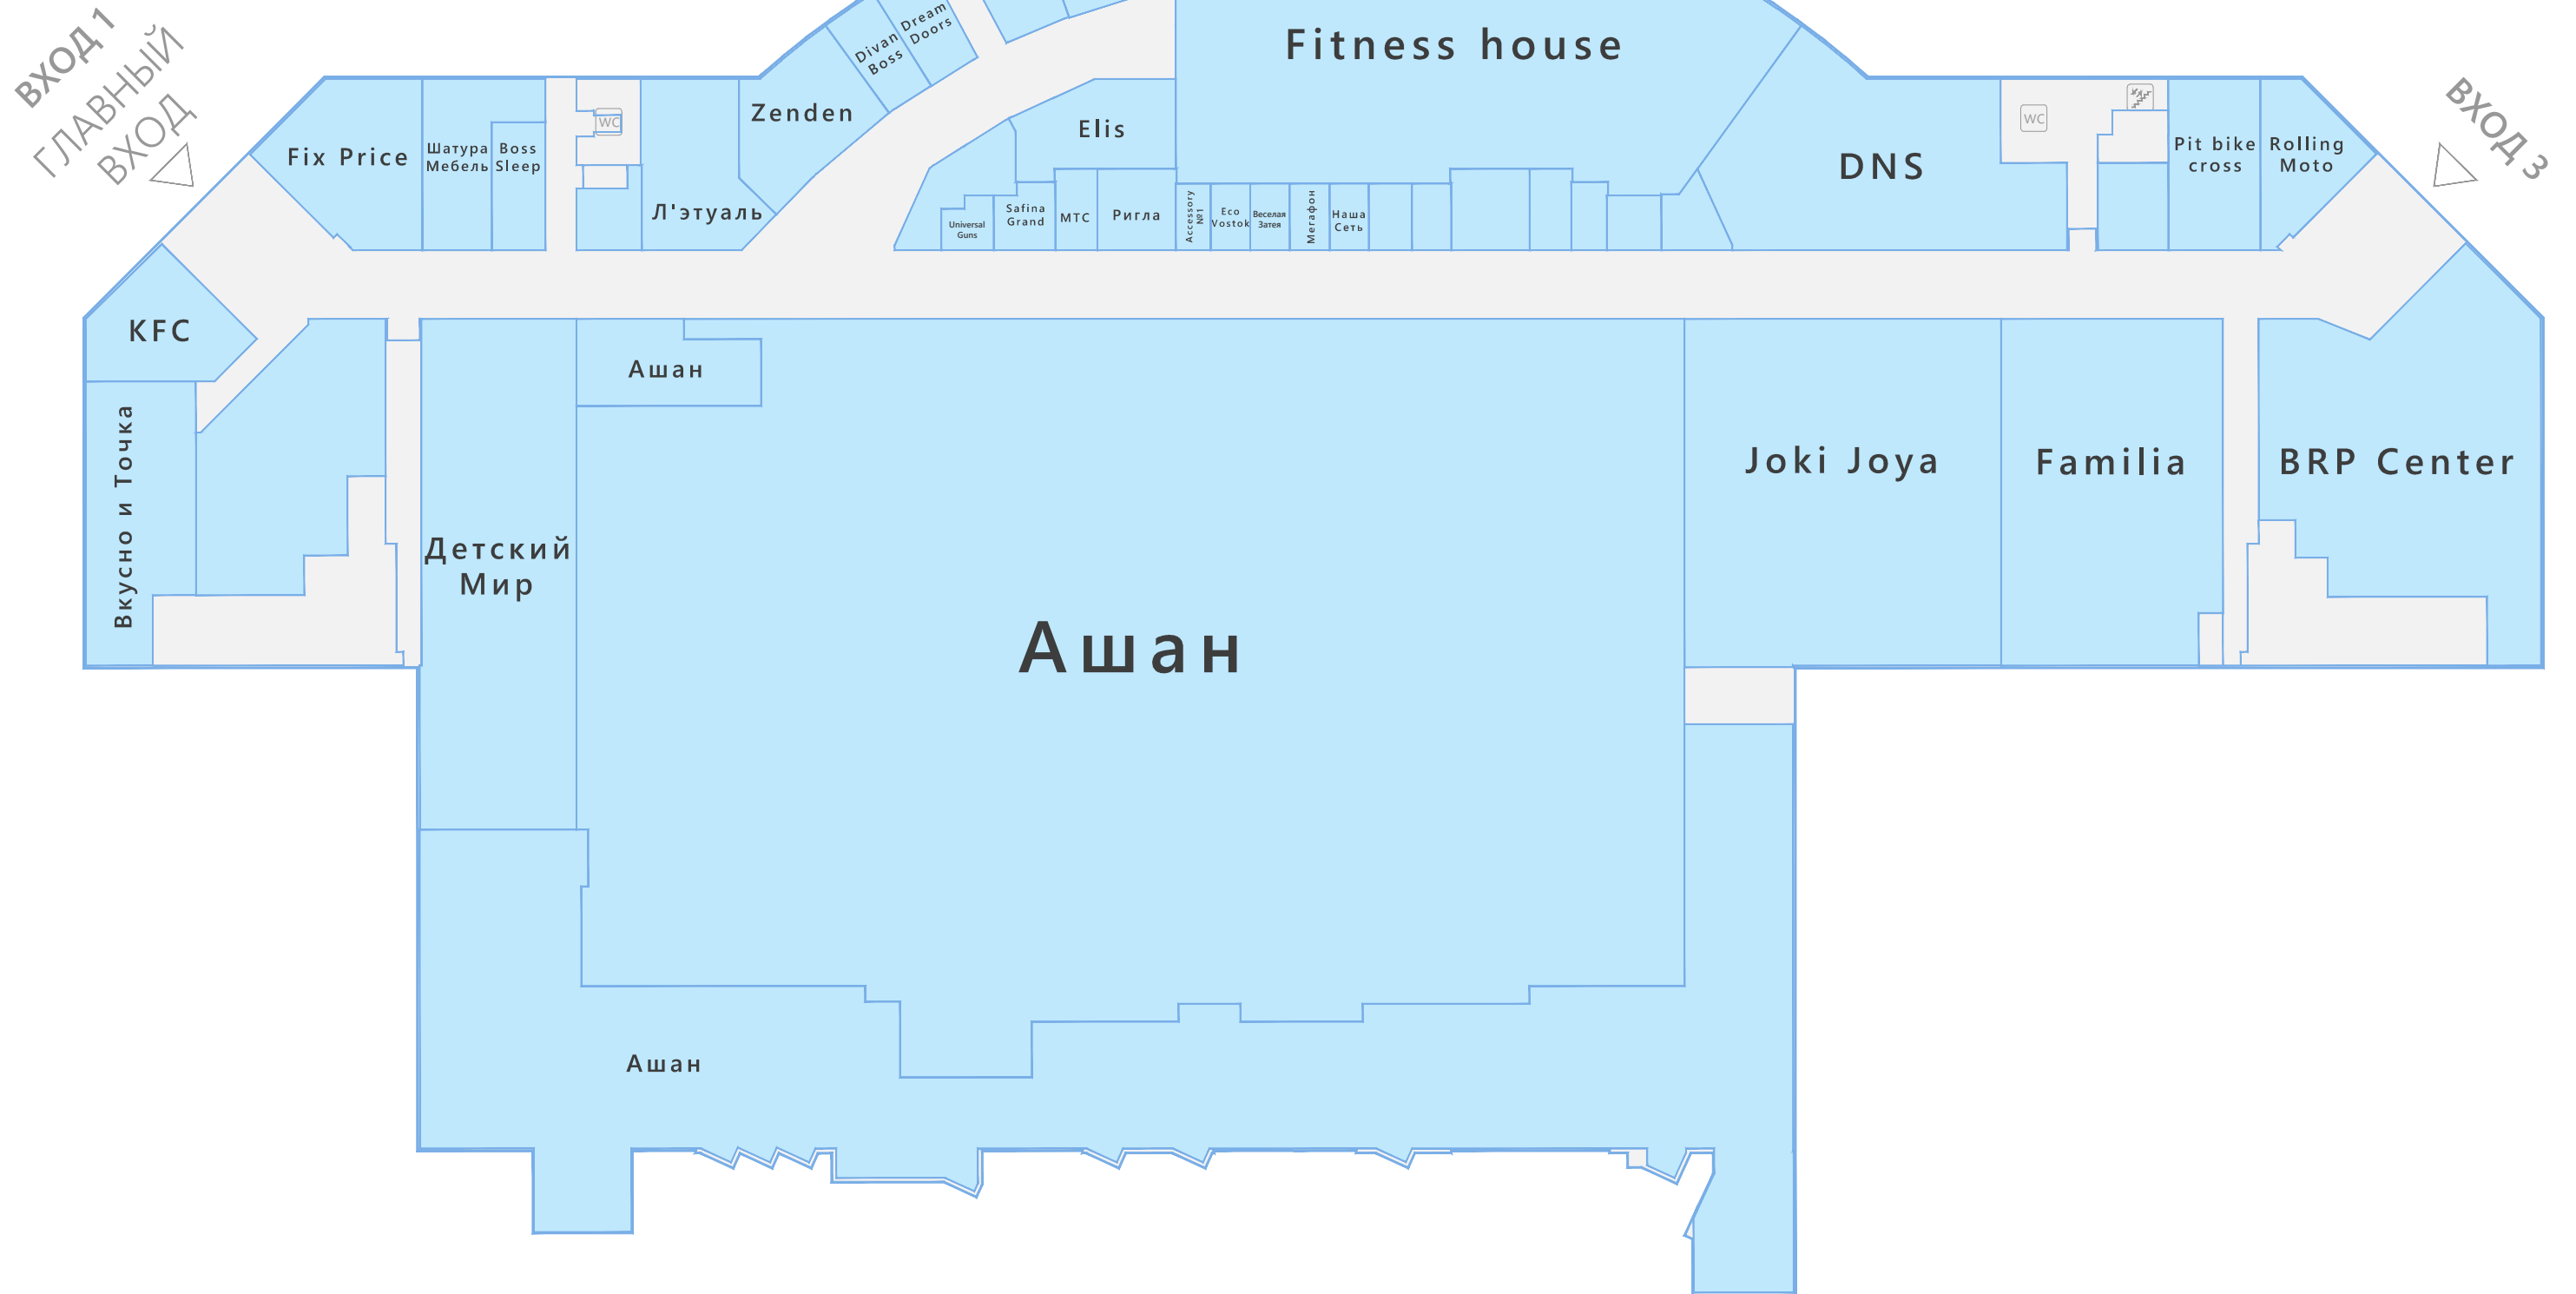 ВХОД 1
ГЛАВНЫЙ
ВХОД
Dream
Doors
Divan
Boss
Fitness house
ВХОД 3
Zenden
WC
WC
Elis
Fix Price
Шатура
Мебель
Boss
Sleep
DNS
Pit bike
cross
Rolling
Moto
Л'этуаль
Universal
Guns
Safina
Grand
МТС
Ригла
Accessory
№1
Eco
Vostok
Веселая
Затея
Мегафон
Наша
Сеть
KFC
Ашан
Вкусно и Точка
Joki Joya
Familia
BRP Center
Детский
Мир
Ашан
Ашан